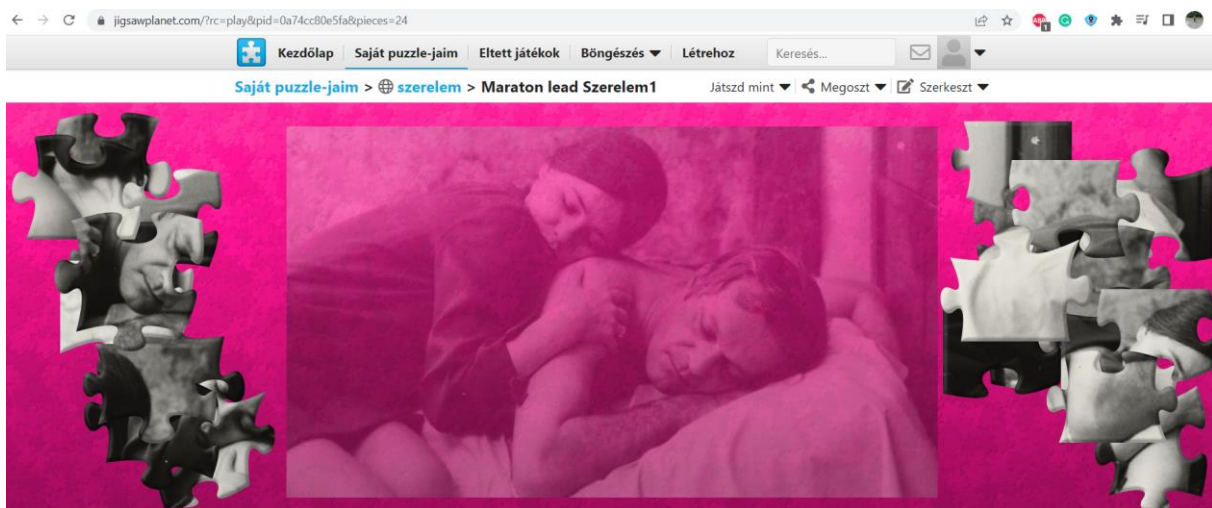 jigsawplanet.com/?rc=play&pid=0a74cc80e5fa&pieces=24
Kezdőlap Saját puzzle-jaim Eltett játékok Böngészés Létrehoz Keresés...
Saját puzzle-jaim > szerelem > Maraton lead Szerelem1 Játszd mint Megoszt Szerkeszt